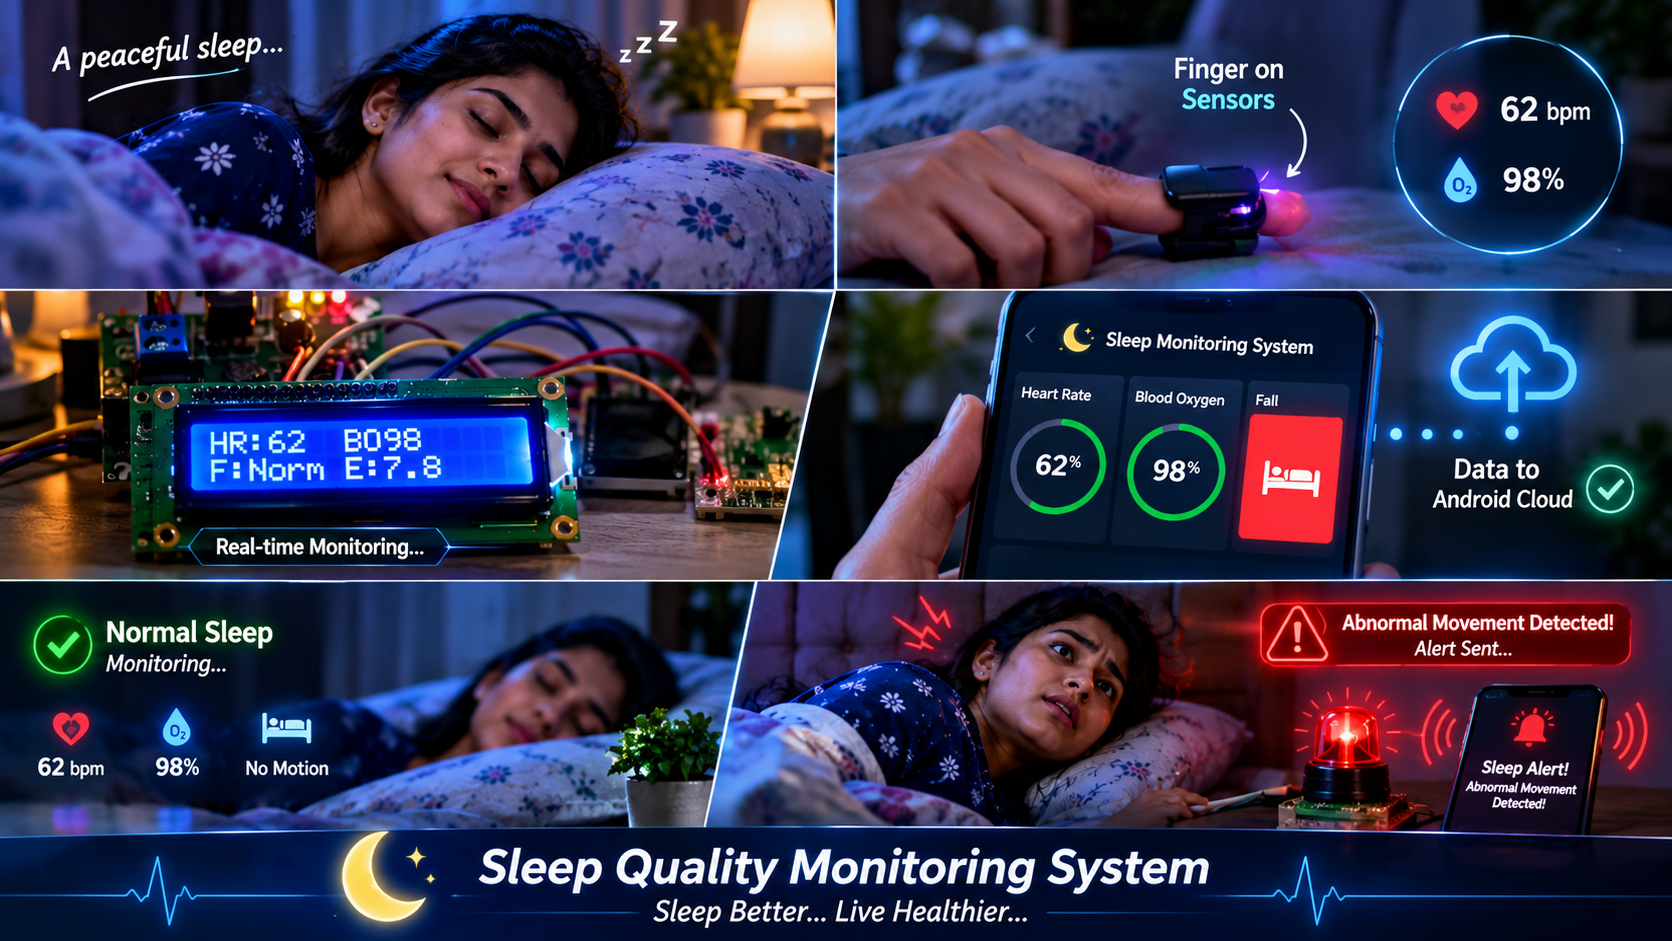 A peaceful sleep...
z z Z
Finger on
Sensors
62 bpm
O₂ 98%
HR:62 BO98
F:Norm E:7.8
Real-time Monitoring...
Sleep Monitoring System
Heart Rate
Blood Oxygen
Fall
62%
98%
Data to
Android Cloud
Normal Sleep
Monitoring...
O₂
62 bpm
98%
No Motion
Abnormal Movement Detected!
Alert Sent...
Sleep Alert!
Abnormal Movement
Detected!
Sleep Quality Monitoring System
Sleep Better... Live Healthier...